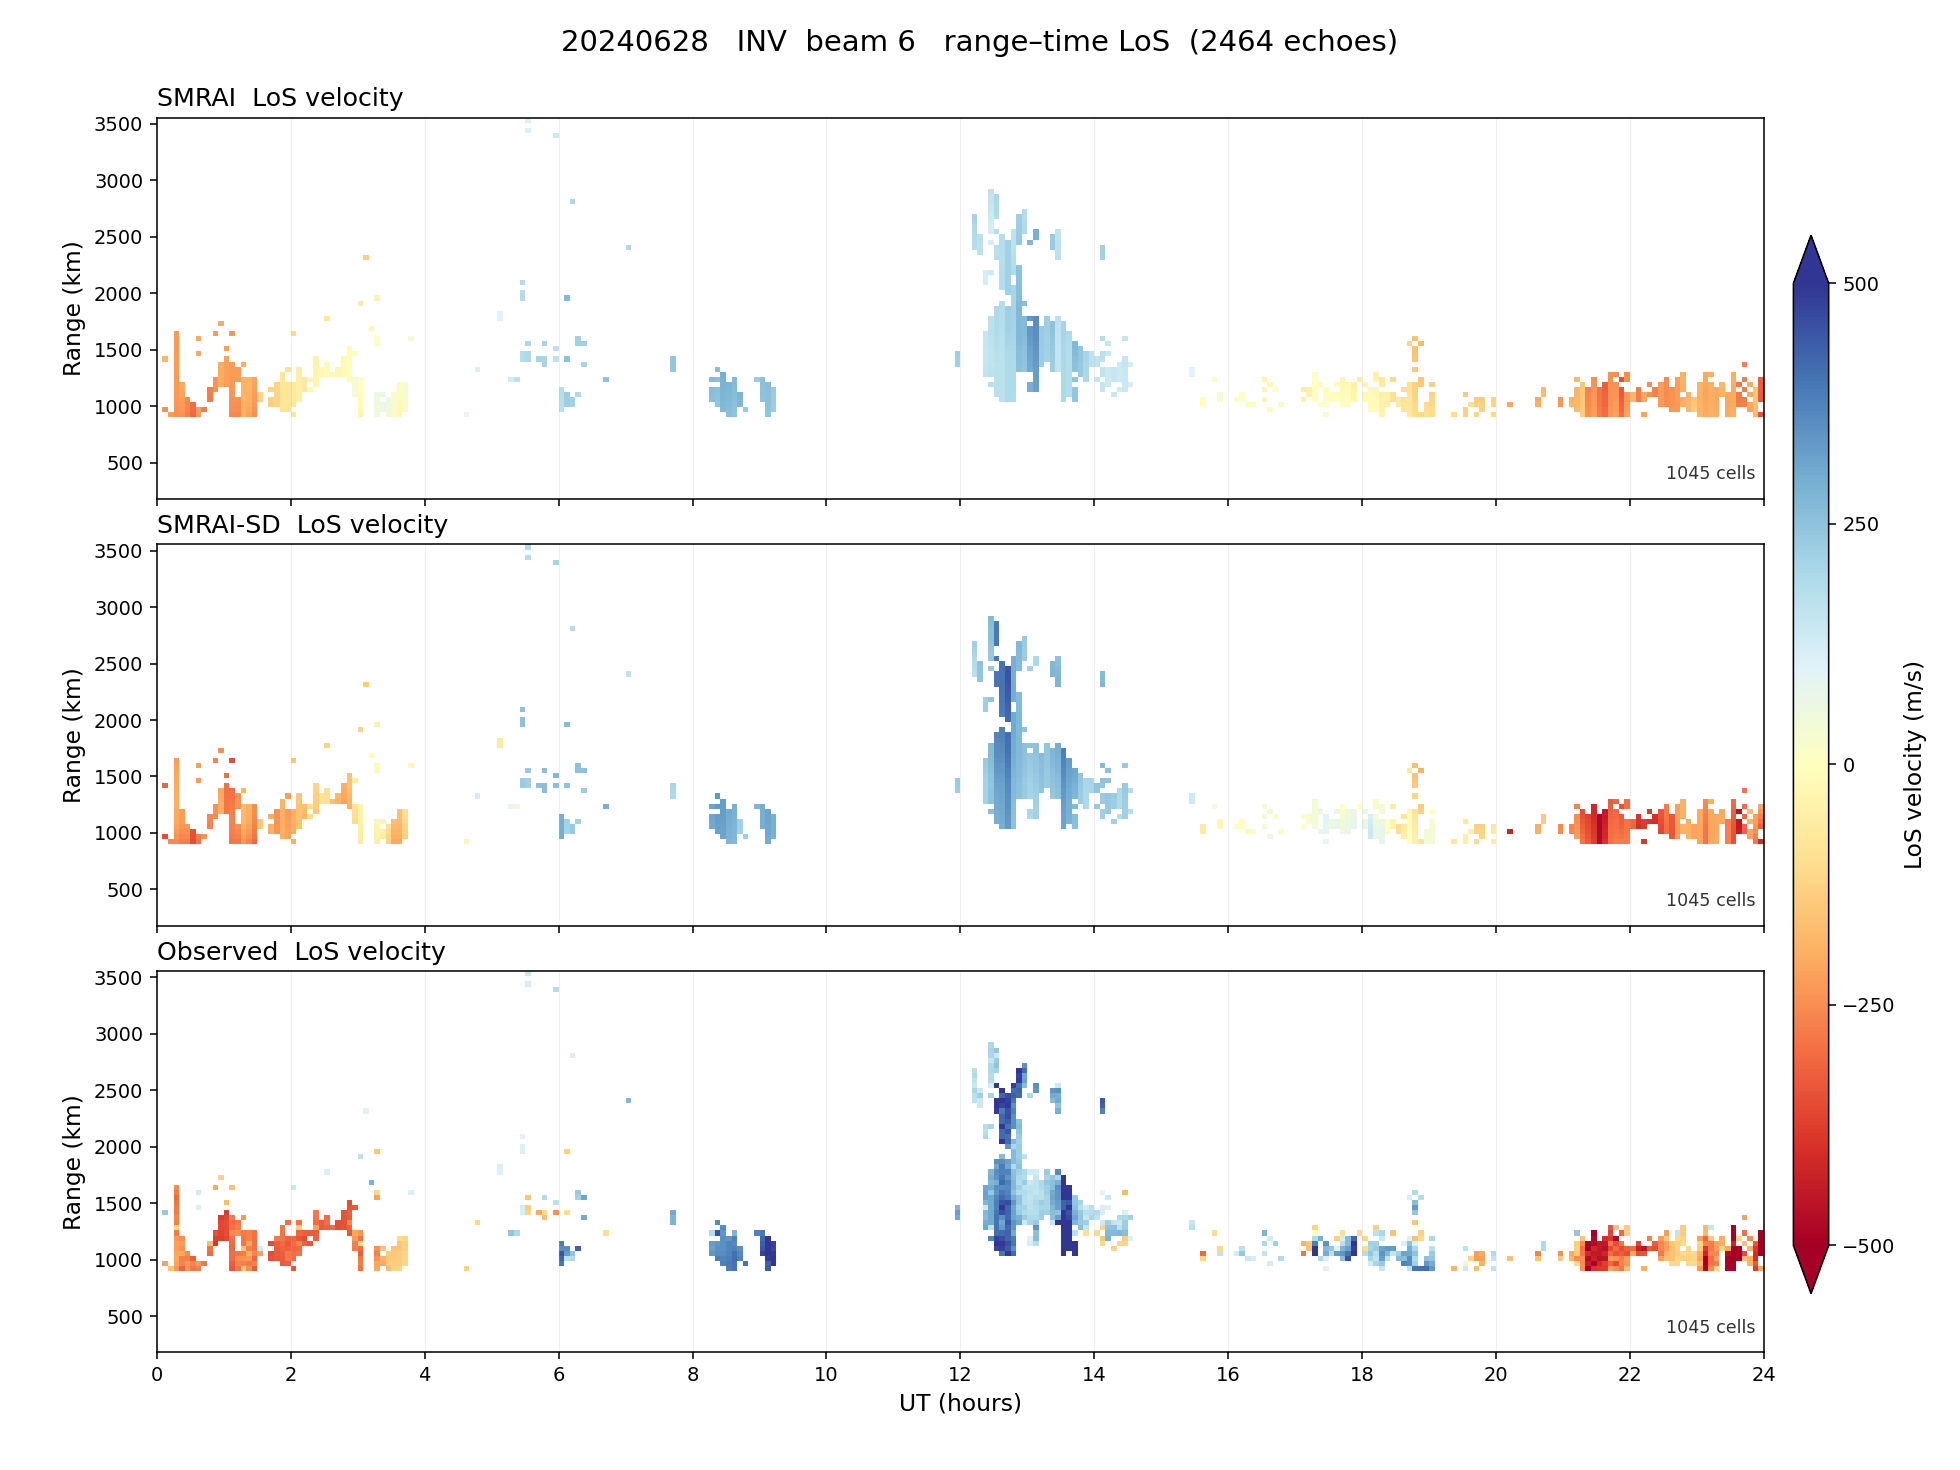 20240628   INV  beam 6   range–time LoS  (2464 echoes)
SMRAI  LoS velocity
3500
3000
2500
2000
1500
1000
500
Range (km)
1045 cells
SMRAI-SD  LoS velocity
3500
3000
2500
2000
1500
1000
500
Range (km)
1045 cells
Observed  LoS velocity
3500
3000
2500
2000
1500
1000
500
Range (km)
1045 cells
0 2 4 6 8 10 12 14 16 18 20 22 24
UT (hours)
500
250
0
−250
−500
LoS velocity (m/s)